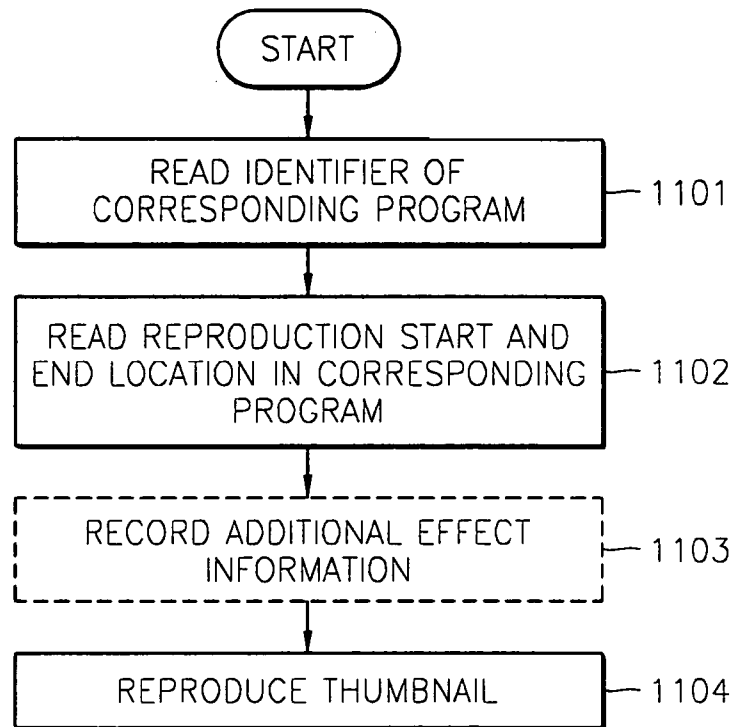 START
READ IDENTIFIER OF
CORRESPONDING PROGRAM
1101
READ REPRODUCTION START AND
END LOCATION IN CORRESPONDING
PROGRAM
1102
RECORD ADDITIONAL EFFECT
INFORMATION
1103
REPRODUCE THUMBNAIL
1104